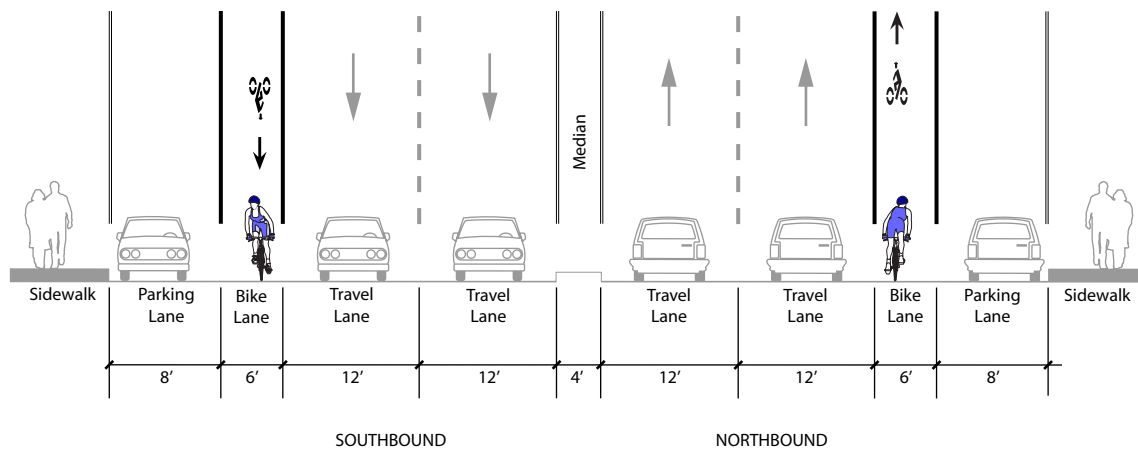 Median
Sidewalk
Parking
Lane
Bike
Lane
Travel
Lane
Travel
Lane
Travel
Lane
Travel
Lane
Bike
Lane
Parking
Lane
Sidewalk
8’
6’
12’
12’
4’
12’
12’
6’
8’
SOUTHBOUND
NORTHBOUND